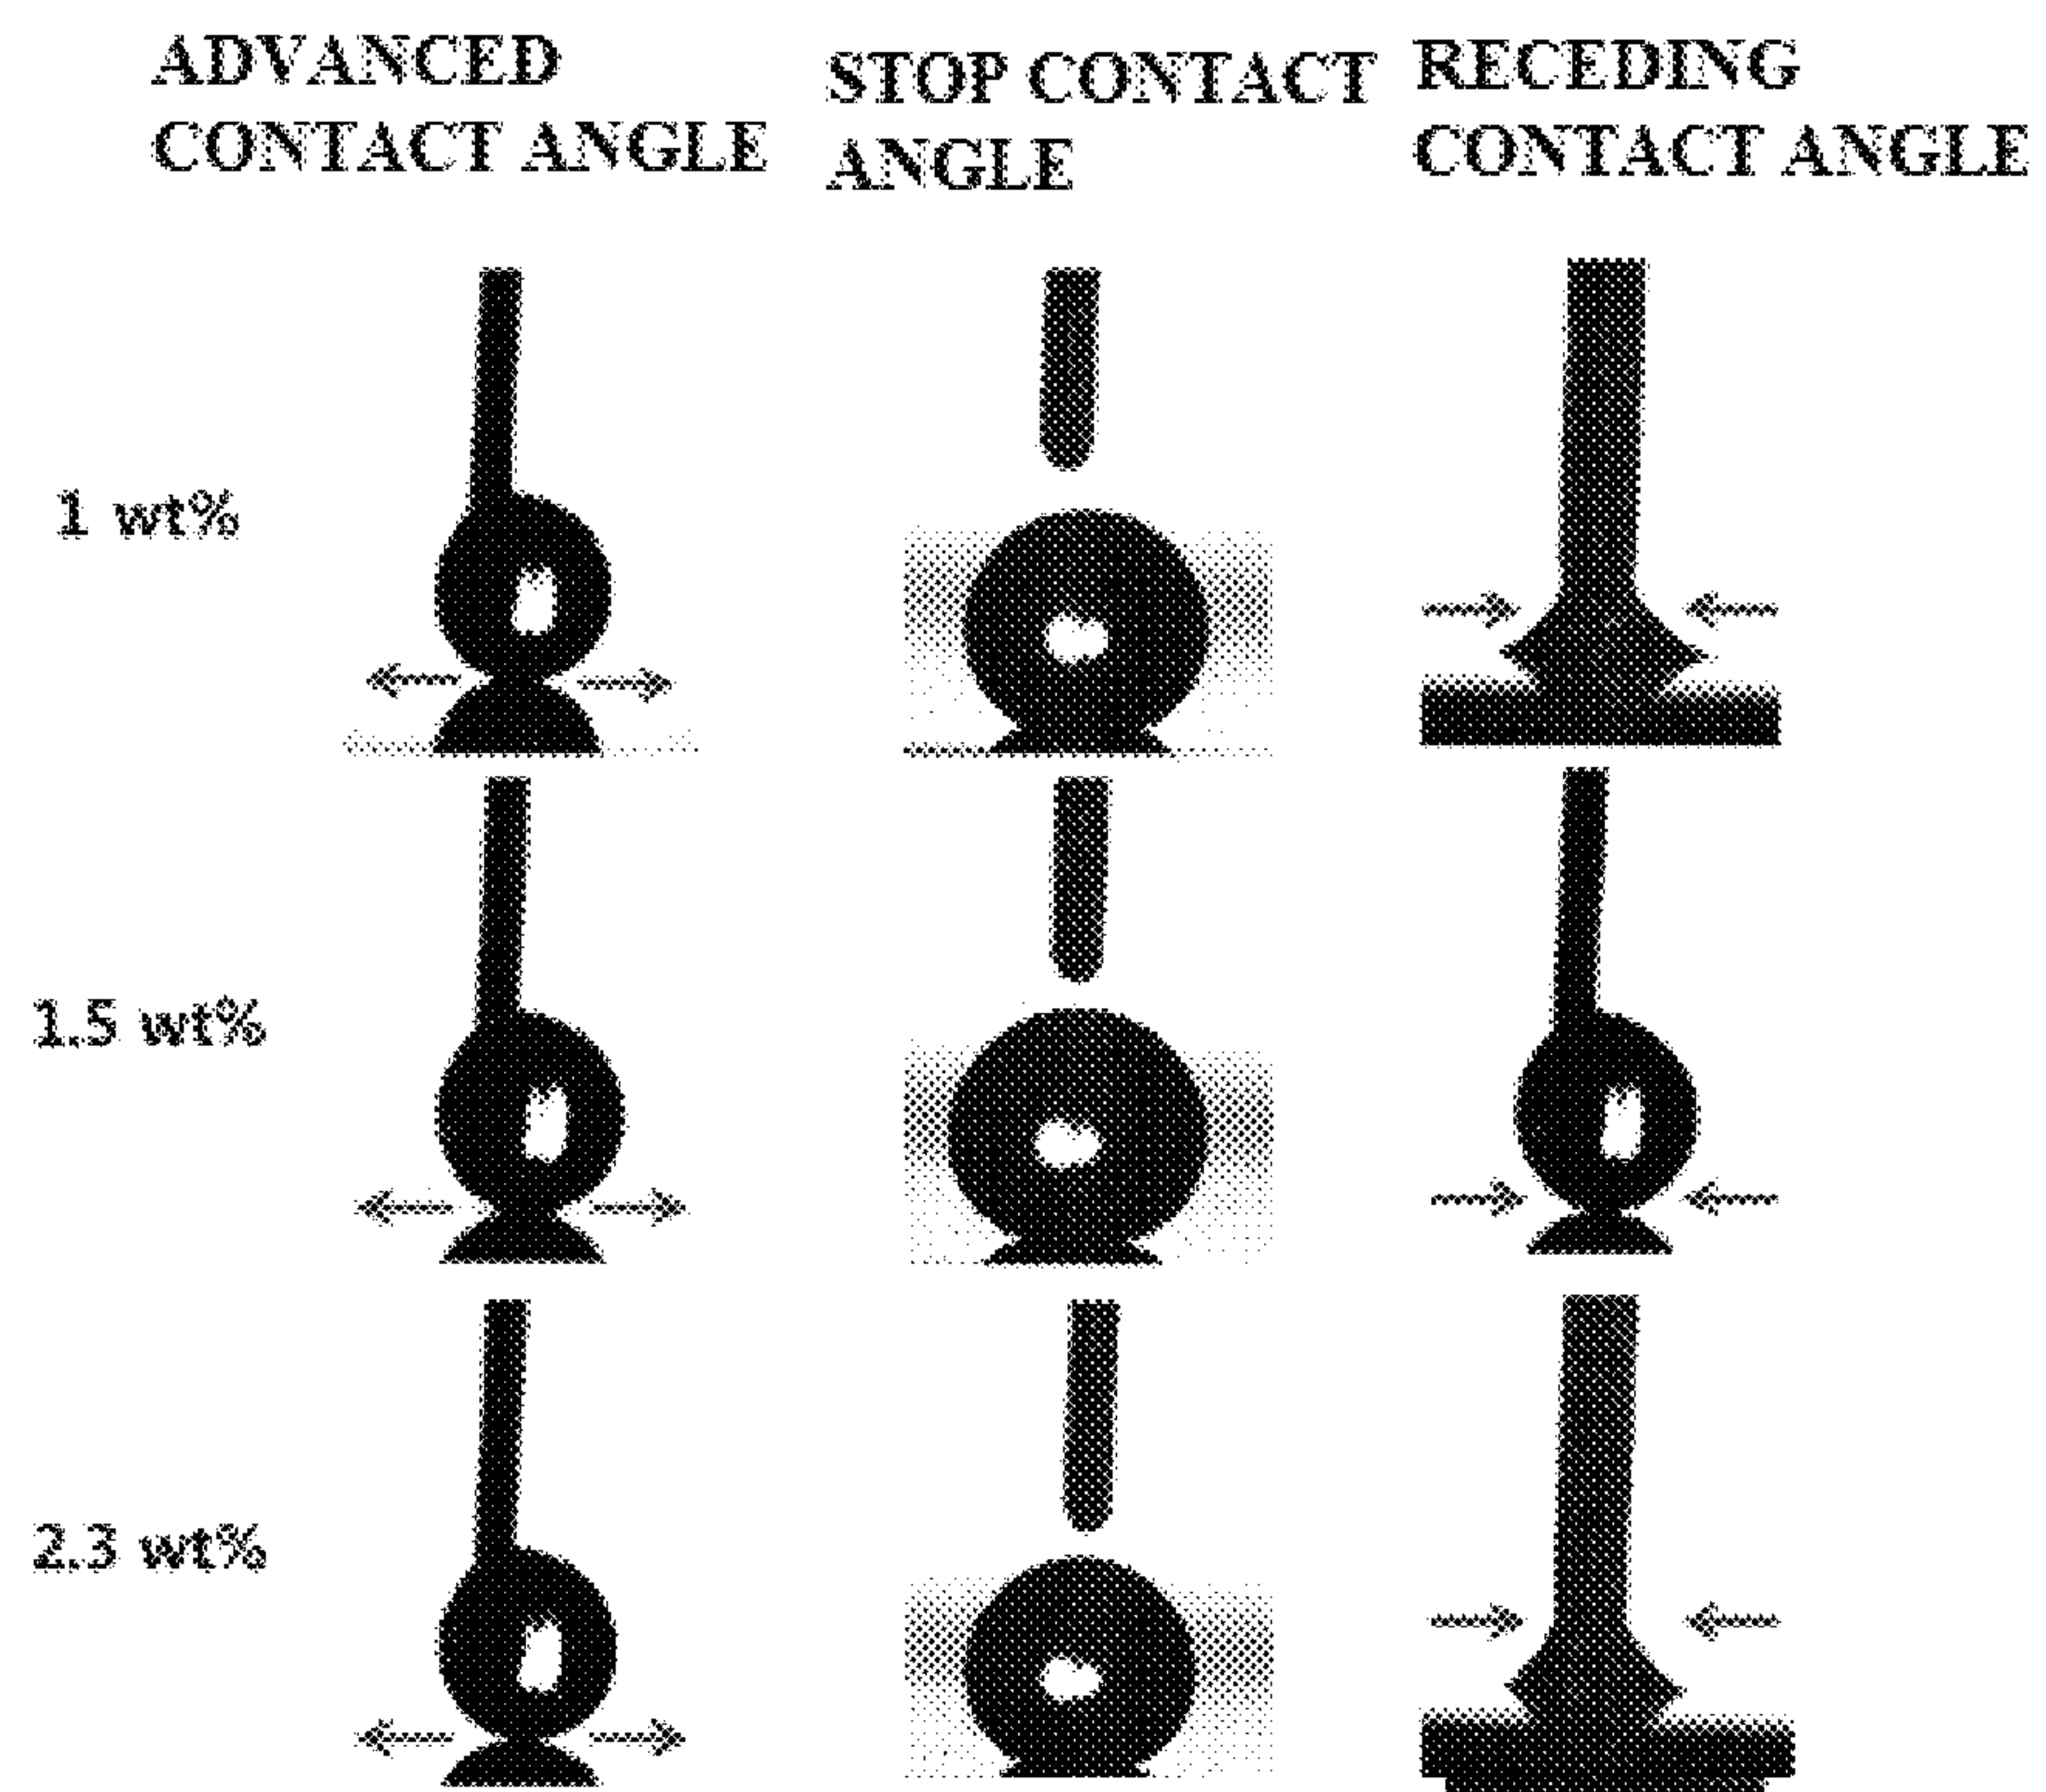 ADVANCED
CONTACT ANGLE
STOP CONTACT
ANGLE
RECEDING
CONTACT ANGLE
1 wt%
1.5 wt%
2.3 wt%